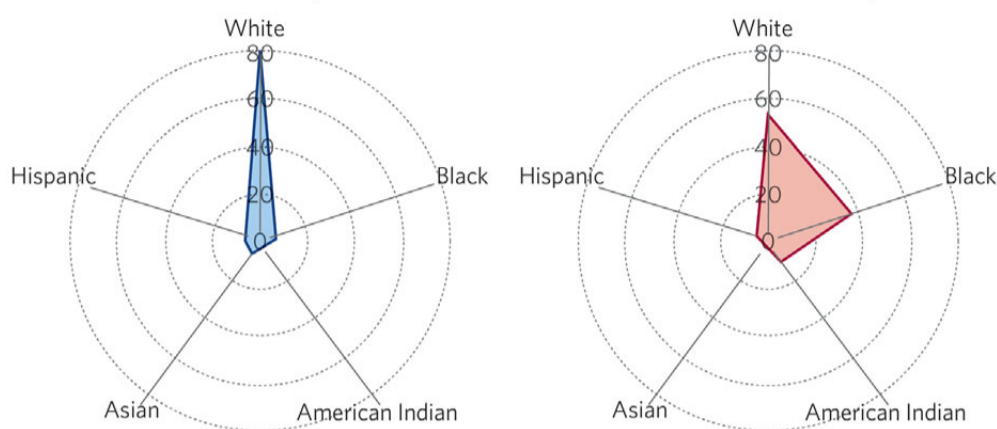 White
80
60
40
20
0
Hispanic
Black
Asian
American Indian
White
80
60
40
20
0
Hispanic
Black
Asian
American Indian